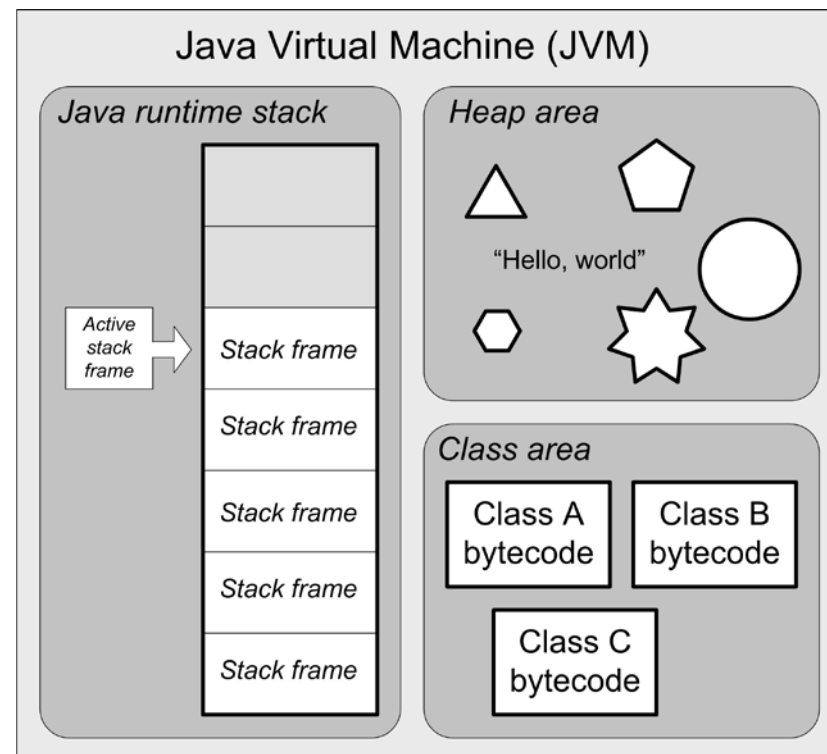 Java Virtual Machine (JVM)
Java runtime stack
Active
stack
frame
Stack frame
Stack frame
Stack frame
Stack frame
Stack frame
Heap area
“Hello, world”
Class area
Class A
bytecode
Class B
bytecode
Class C
bytecode